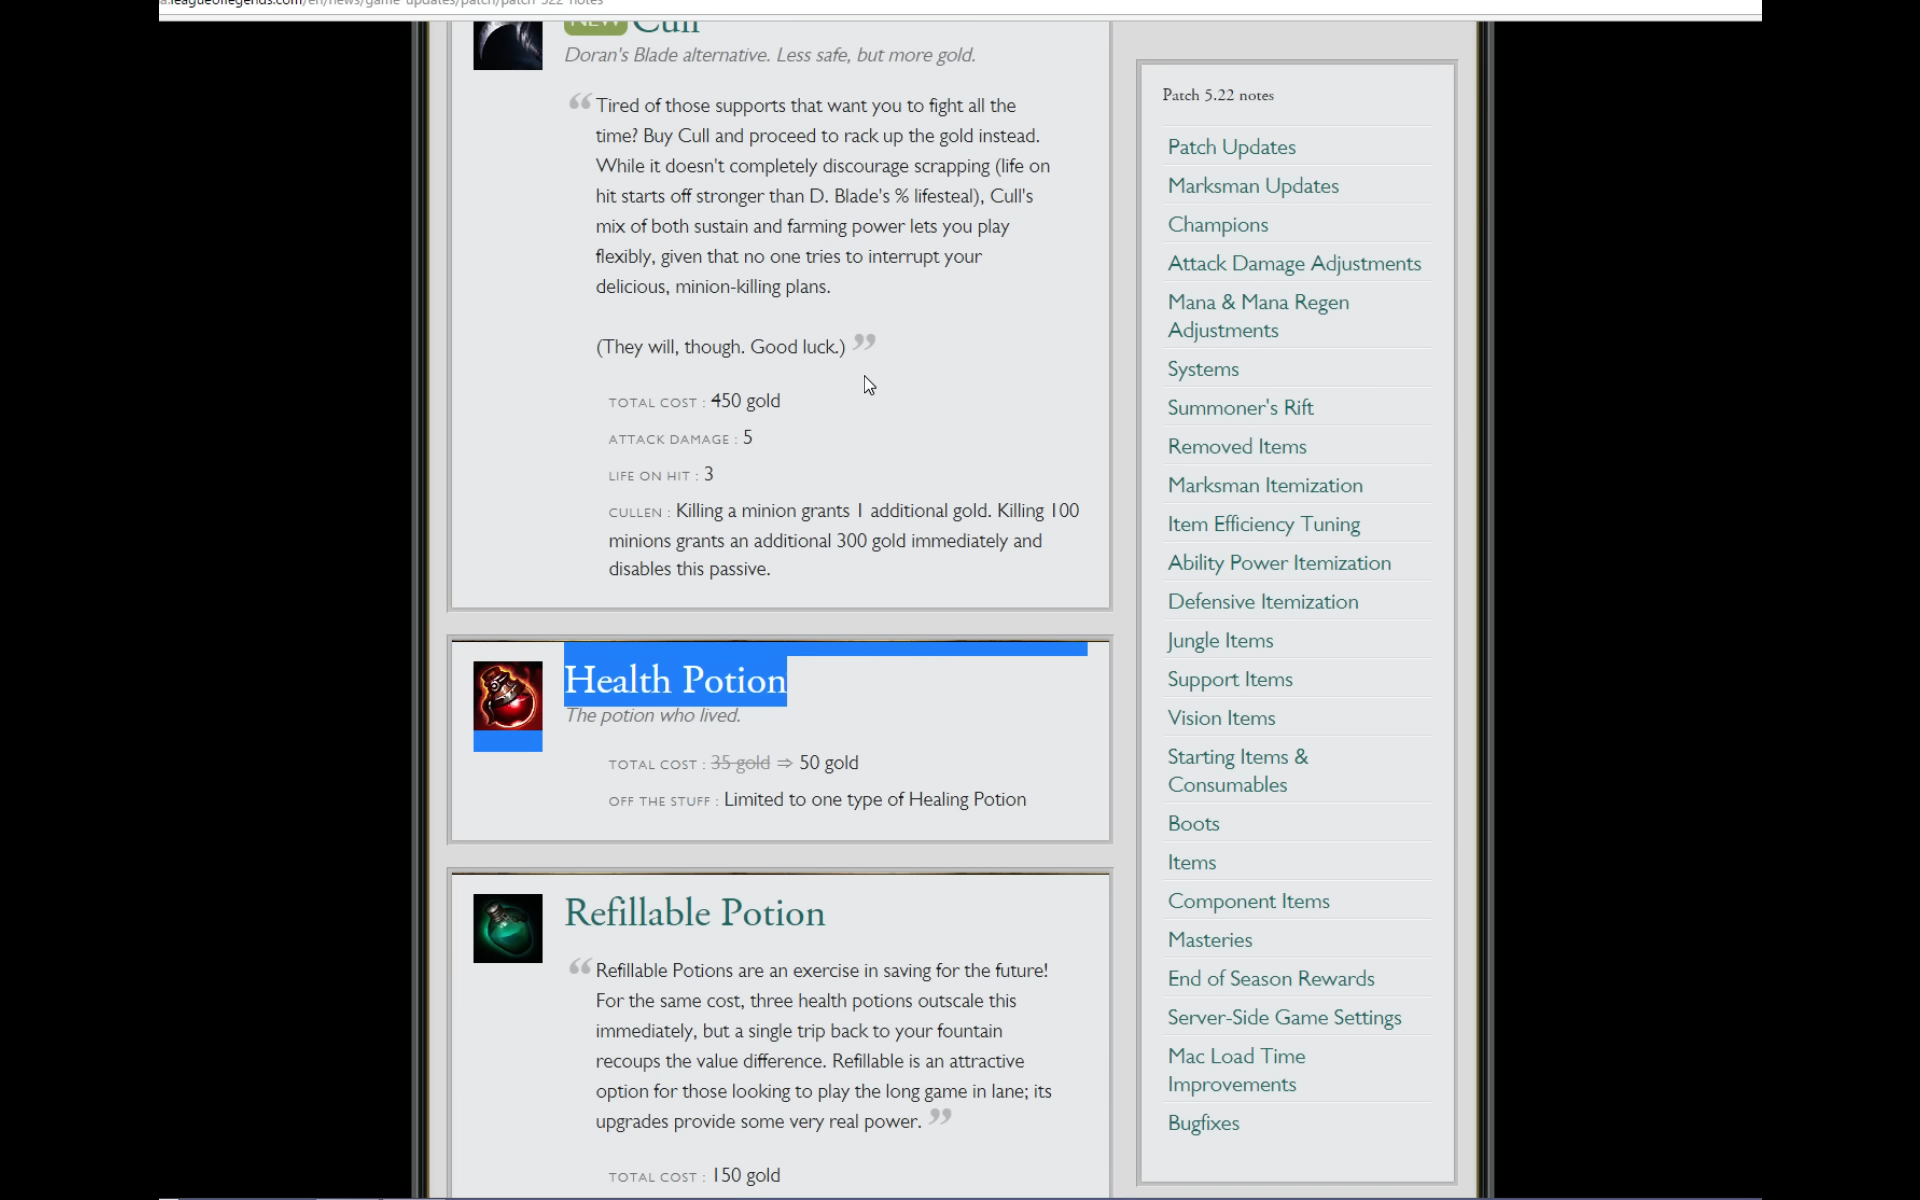 a.leagueoflegends.com/en/news/game-updates/patch/patch-522-notes
NEW Cull
Doran's Blade alternative. Less safe, but more gold.
“ Tired of those supports that want you to fight all the
time? Buy Cull and proceed to rack up the gold instead.
While it doesn't completely discourage scrapping (life on
hit starts off stronger than D. Blade's % lifesteal), Cull's
mix of both sustain and farming power lets you play
flexibly, given that no one tries to interrupt your
delicious, minion-killing plans.
(They will, though. Good luck.) ”
TOTAL COST : 450 gold
ATTACK DAMAGE : 5
LIFE ON HIT : 3
CULLEN : Killing a minion grants 1 additional gold. Killing 100
minions grants an additional 300 gold immediately and
disables this passive.
Health Potion
The potion who lived.
TOTAL COST : 35 gold ⇒ 50 gold
OFF THE STUFF : Limited to one type of Healing Potion
Refillable Potion
“ Refillable Potions are an exercise in saving for the future!
For the same cost, three health potions outscale this
immediately, but a single trip back to your fountain
recoups the value difference. Refillable is an attractive
option for those looking to play the long game in lane; its
upgrades provide some very real power. ”
TOTAL COST : 150 gold
Patch 5.22 notes
Patch Updates
Marksman Updates
Champions
Attack Damage Adjustments
Mana & Mana Regen
Adjustments
Systems
Summoner's Rift
Removed Items
Marksman Itemization
Item Efficiency Tuning
Ability Power Itemization
Defensive Itemization
Jungle Items
Support Items
Vision Items
Starting Items &
Consumables
Boots
Items
Component Items
Masteries
End of Season Rewards
Server-Side Game Settings
Mac Load Time
Improvements
Bugfixes